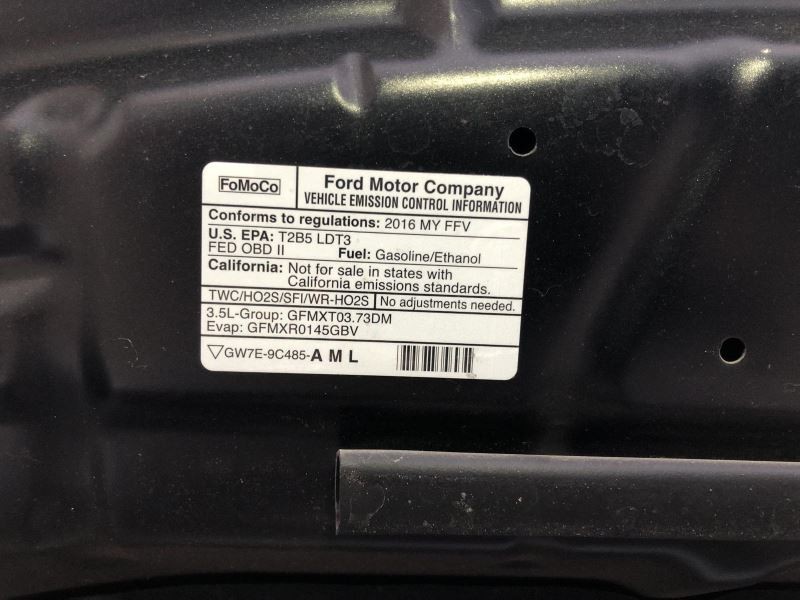 FoMoCo
Ford Motor Company
VEHICLE EMISSION CONTROL INFORMATION
Conforms to regulations: 2016 MY FFV
U.S. EPA: T2B5 LDT3
FED OBD II Fuel: Gasoline/Ethanol
California: Not for sale in states with
California emissions standards.
TWC/HO2S/SFI/WR-HO2S No adjustments needed.
3.5L-Group: GFMXT03.73DM
Evap: GFMXR0145GBV
▽GW7E-9C485-A M L